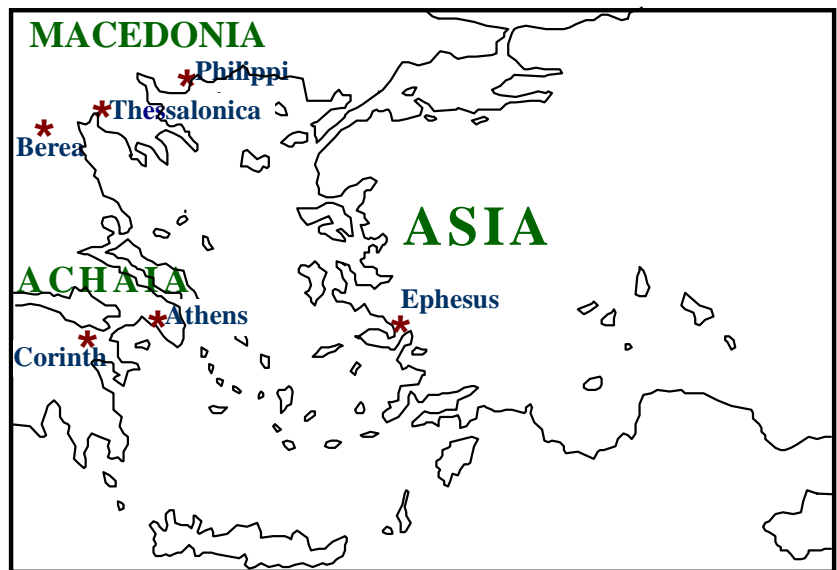 MACEDONIA
Philippi
Thessalonica
Berea
ASIA
ACHAIA
Ephesus
Athens
Corinth